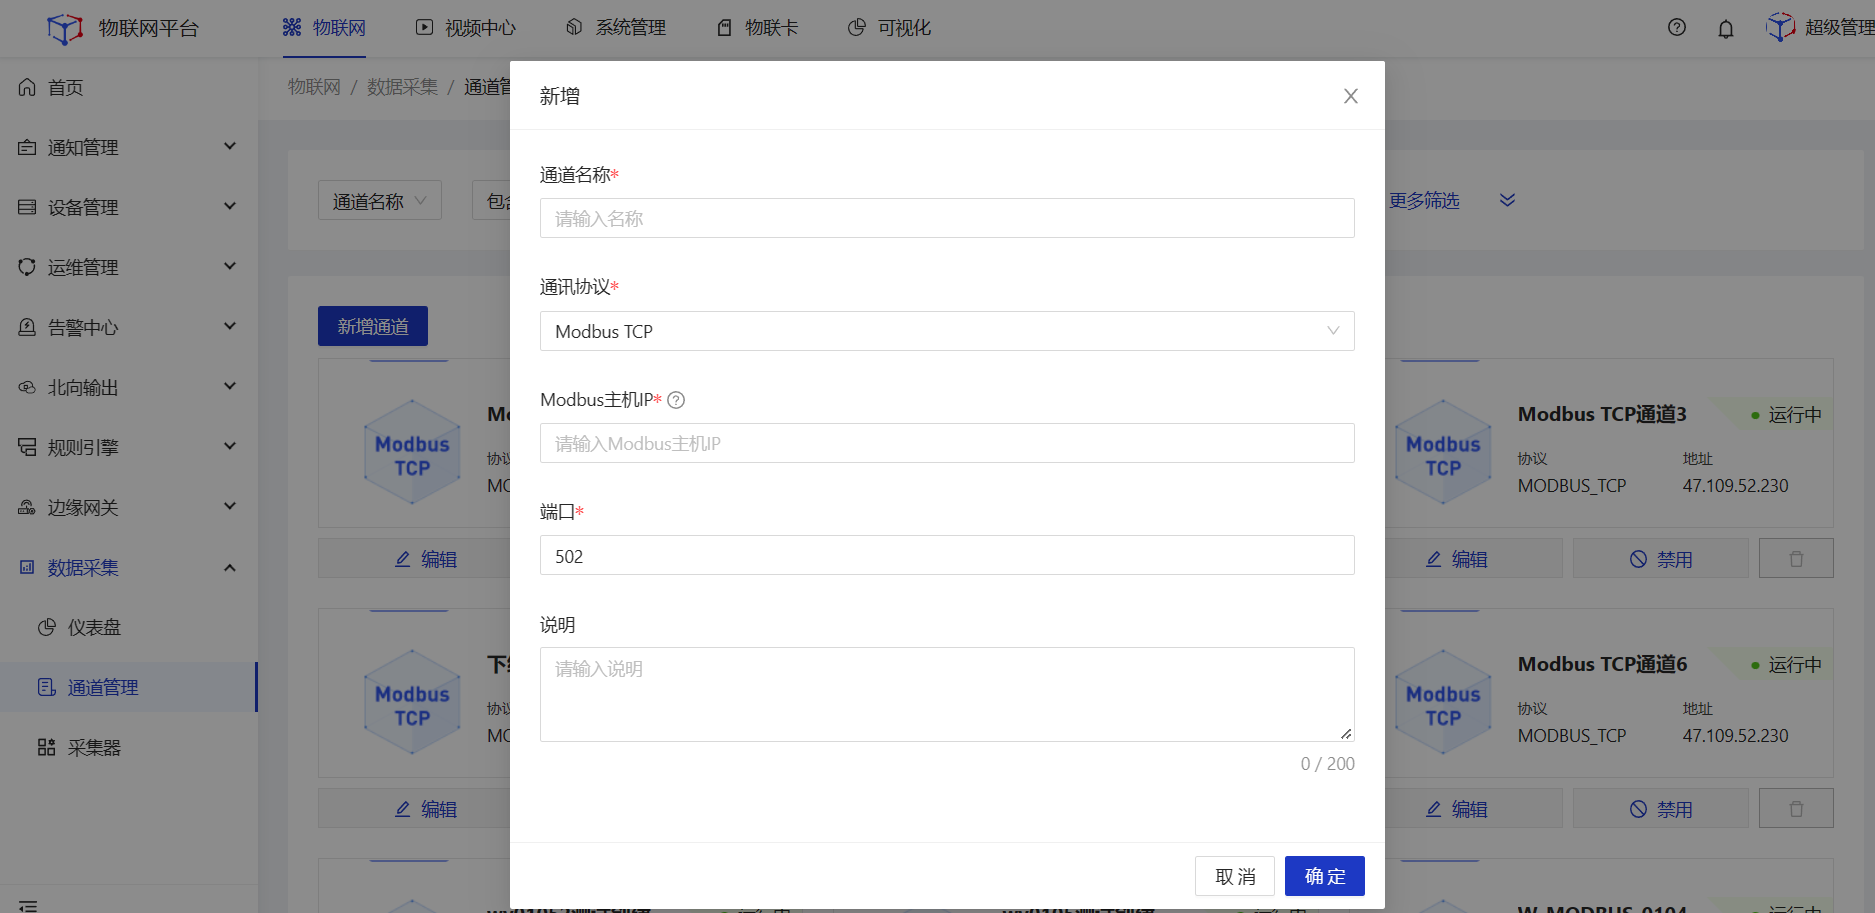 物联网平台
物联网
视频中心
系统管理
物联卡
可视化
超级管理
首页
通知管理
设备管理
运维管理
告警中心
北向输出
规则引擎
边缘网关
数据采集
仪表盘
通道管理
采集器
物联网 / 数据采集 / 通道管
通道名称
更多筛选
新增通道
新增
通道名称*
请输入名称
通讯协议*
Modbus TCP
Modbus主机IP*
请输入Modbus主机IP
端口*
502
说明
请输入说明
0 / 200
取 消
确 定
Modbus
TCP
编辑
Modbus
TCP
Modbus TCP通道3
运行中
协议
地址
MODBUS_TCP
47.109.52.230
编辑
禁用
Modbus
TCP
编辑
Modbus
TCP
Modbus TCP通道6
运行中
协议
地址
MODBUS_TCP
47.109.52.230
编辑
禁用
W-MODBUS-0104
运行中